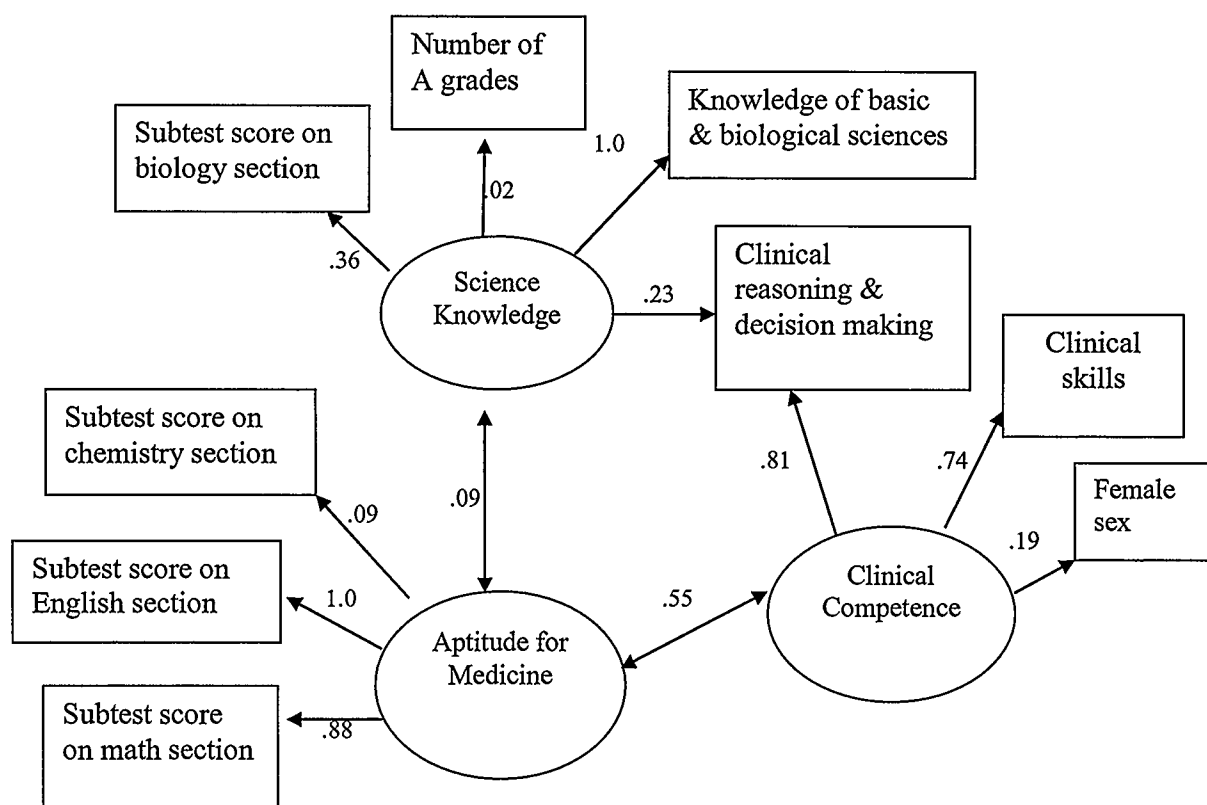 Number of
A grades
Knowledge of basic
& biological sciences
Subtest score on
biology section
1.0
.02
.36
Science
Knowledge
.23
Clinical
reasoning &
decision making
Clinical
skills
Subtest score on
chemistry section
.81
.74
Female
sex
.09
.09
.19
Subtest score on
English section
1.0
.55
Clinical
Competence
Aptitude for
Medicine
Subtest score
on math section
.88